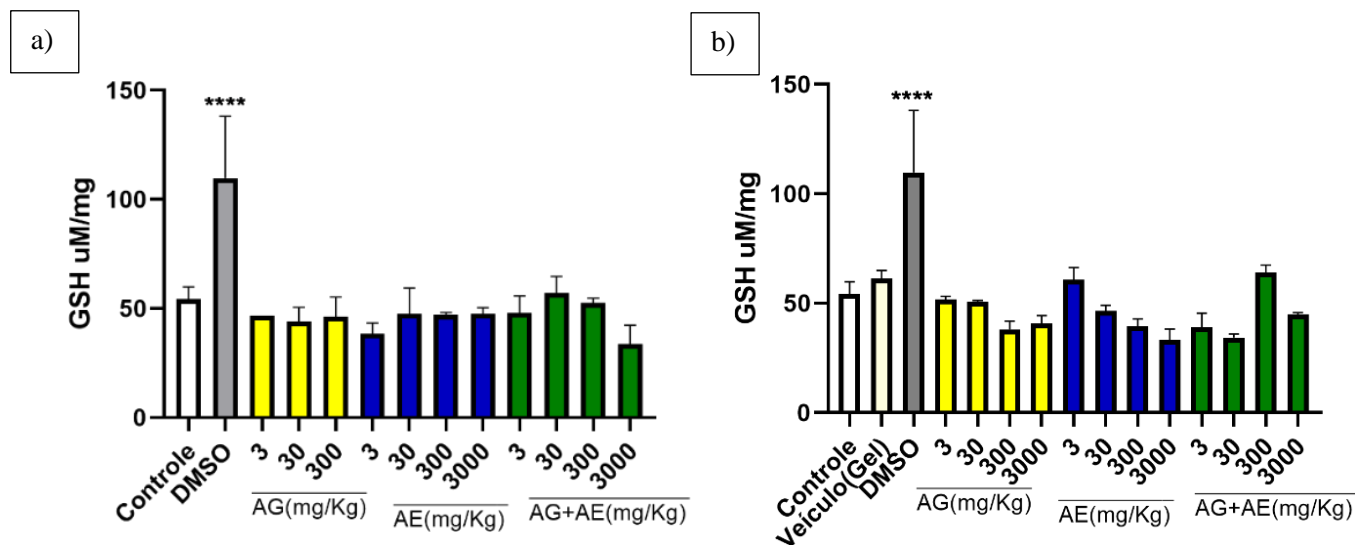 a)
****
GSH uM/mg
150
100
50
0
Controle
DMSO
3
30
300
3
30
300
3000
3
30
300
3000
AG(mg/Kg)
AE(mg/Kg)
AG+AE(mg/Kg)
b)
****
GSH uM/mg
150
100
50
0
Controle
Veículo(Gel)
DMSO
3
30
300
3000
3
30
300
3000
3
30
300
3000
AG(mg/Kg)
AE(mg/Kg)
AG+AE(mg/Kg)